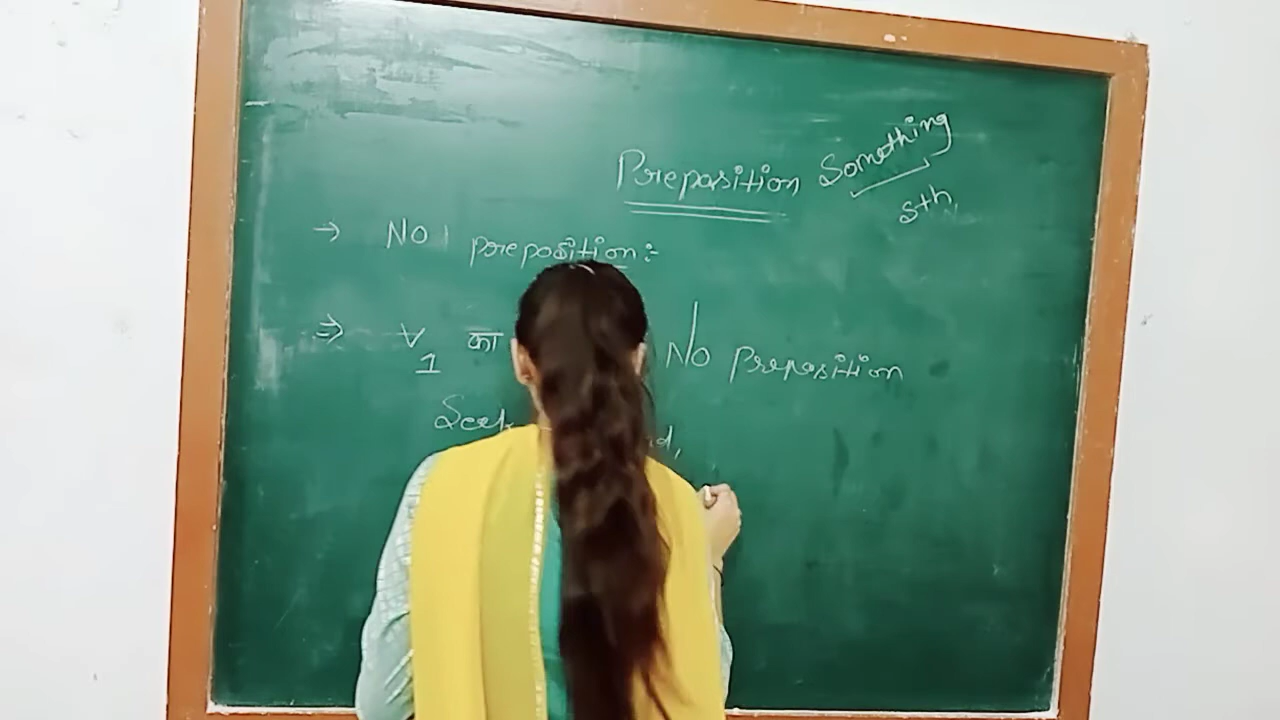 Preposition Something
sth,
→ No preposition:-
⇒ V1 का No preposition